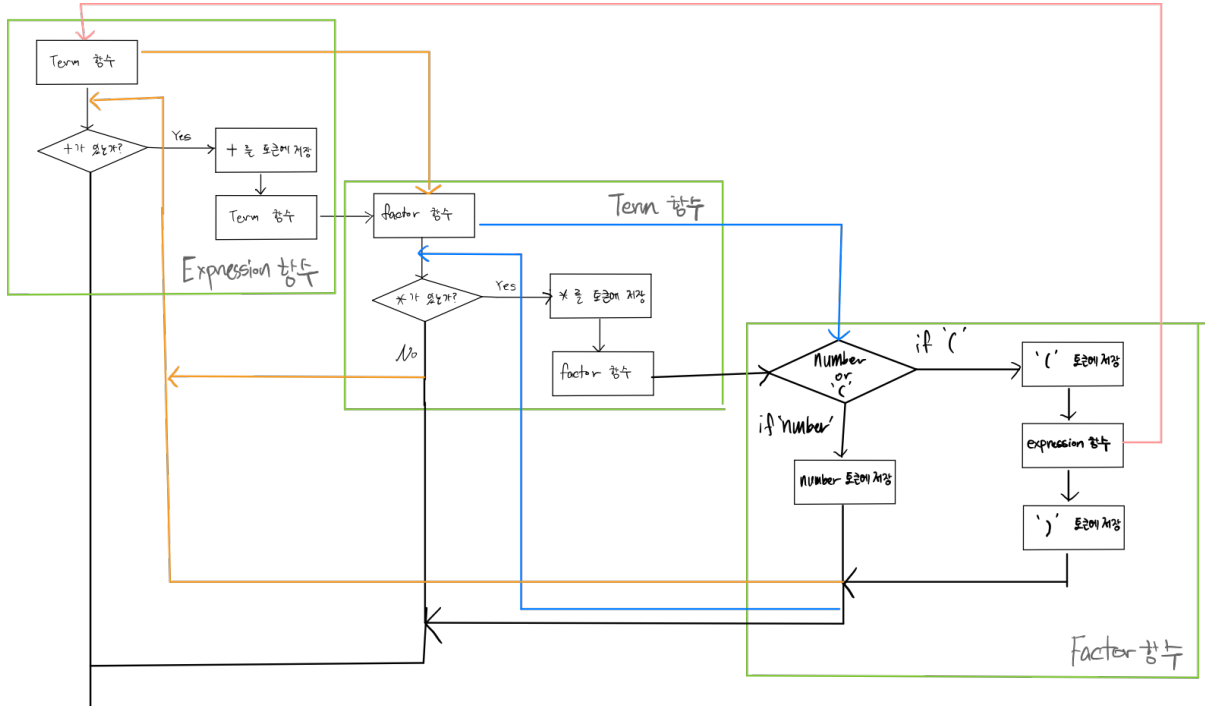 Term 함수
+가 있는가?
Yes
+ 를 토큰에 저장
Term 함수
Expression 함수
factor 함수
Term 함수
*가 있는가?
Yes
* 를 토큰에 저장
No
factor 함수
number
or
'('
if '('
'(' 토큰에 저장
if 'number'
expression 함수
number 토큰에 저장
')' 토큰에 저장
Factor 함수